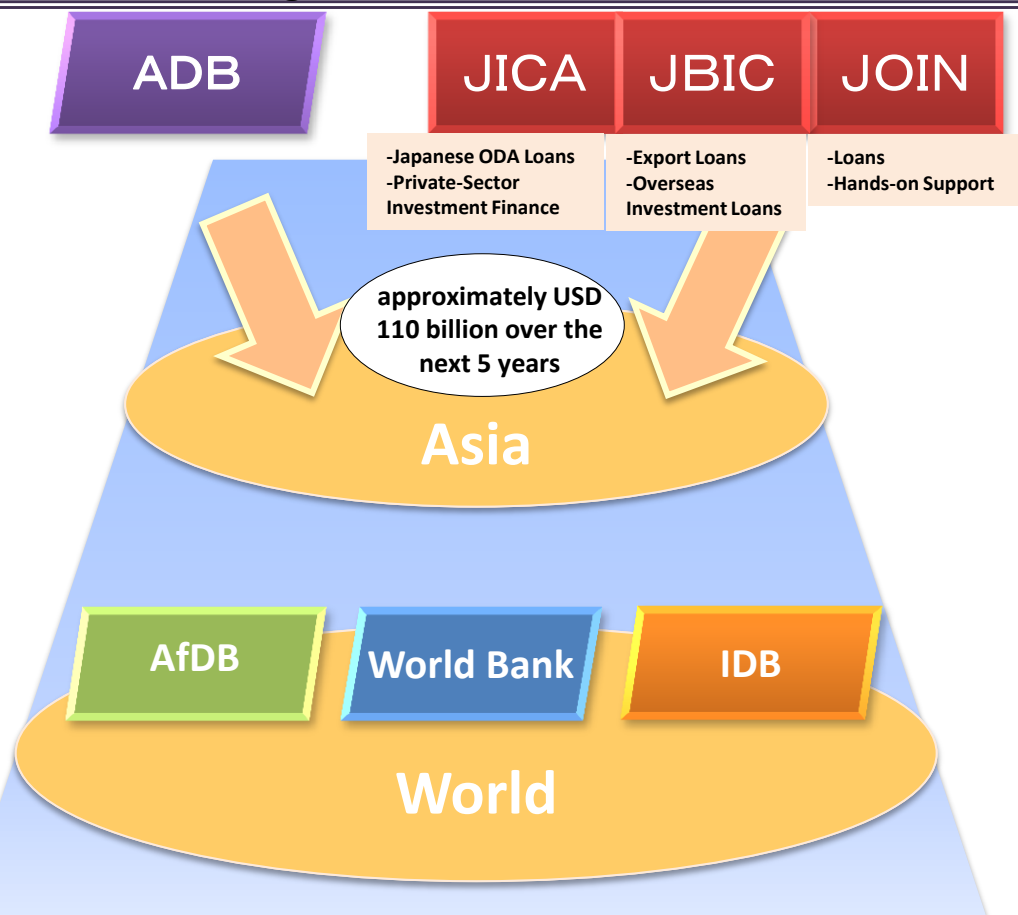 ADB
JICA
JBIC
JOIN
-Japanese ODA Loans
-Private-Sector
Investment Finance
-Export Loans
-Overseas
Investment Loans
-Loans
-Hands-on Support
approximately USD
110 billion over the
next 5 years
Asia
AfDB
World Bank
IDB
World